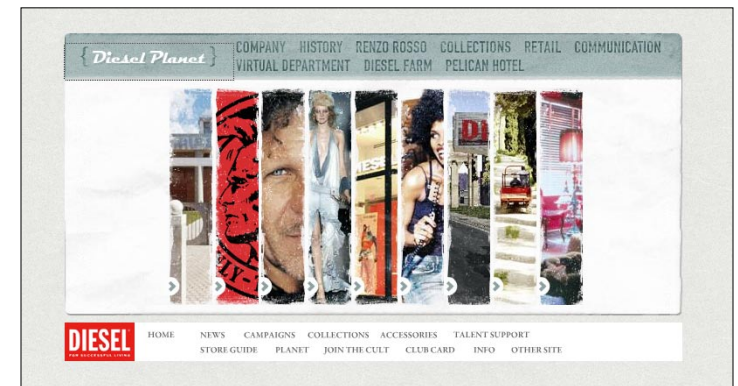 { Diesel Planet }
COMPANY HISTORY RENZO ROSSO COLLECTIONS RETAIL COMMUNICATION
VIRTUAL DEPARTMENT DIESEL FARM PELICAN HOTEL
DIESEL
FOR SUCCESSFUL LIVING
HOME NEWS CAMPAIGNS COLLECTIONS ACCESSORIES TALENT SUPPORT
STORE GUIDE PLANET JOIN THE CULT CLUB CARD INFO OTHER SITE